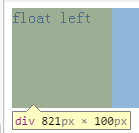 float left
div 821px × 100px